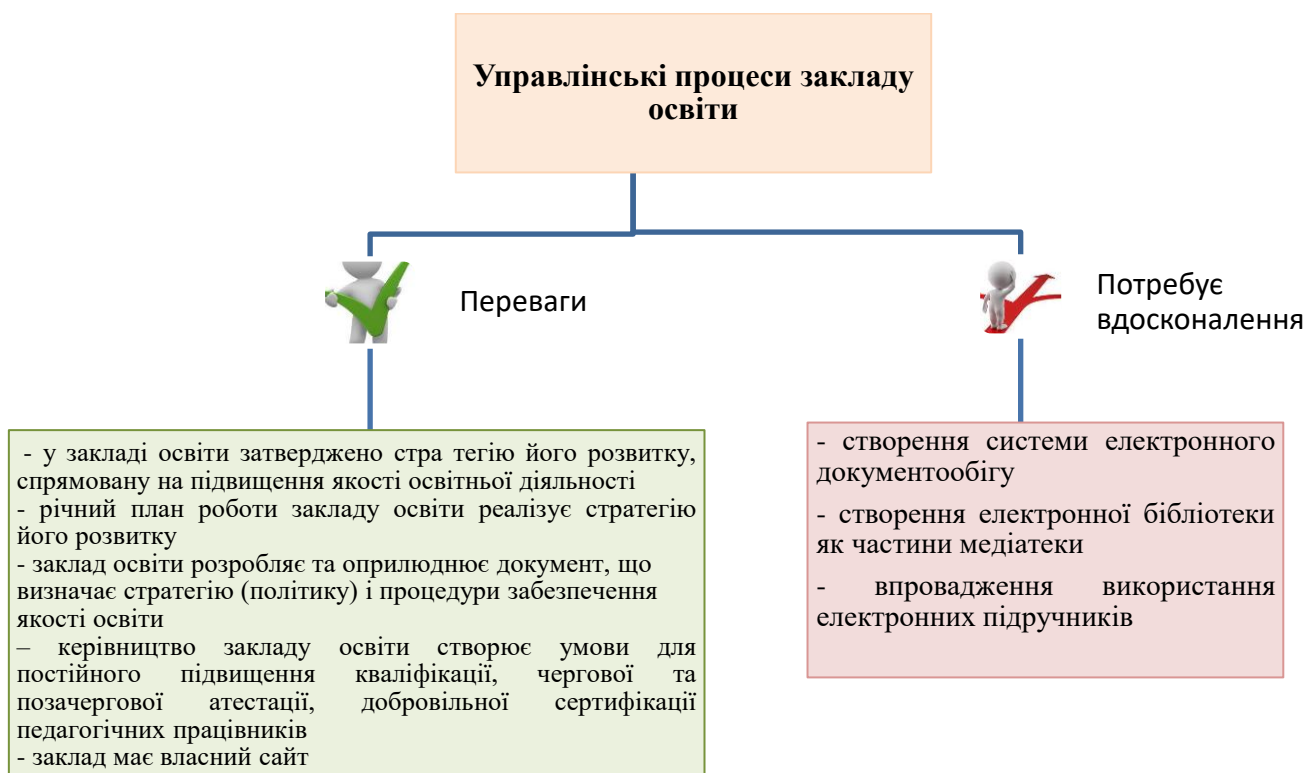 Управлінські процеси закладу
освіти
Переваги
Потребує
вдосконалення
- у закладі освіти затверджено стра тегію його розвитку,
спрямовану на підвищення якості освітньої діяльності
- річний план роботи закладу освіти реалізує стратегію
його розвитку
- заклад освіти розробляє та оприлюднює документ, що
визначає стратегію (політику) і процедури забезпечення
якості освіти
– керівництво закладу освіти створює умови для
постійного підвищення кваліфікації, чергової та
позачергової атестації, добровільної сертифікації
педагогічних працівників
- заклад має власний сайт
- створення системи електронного
документообігу
- створення електронної бібліотеки
як частини медіатеки
- впровадження використання
електронних підручників